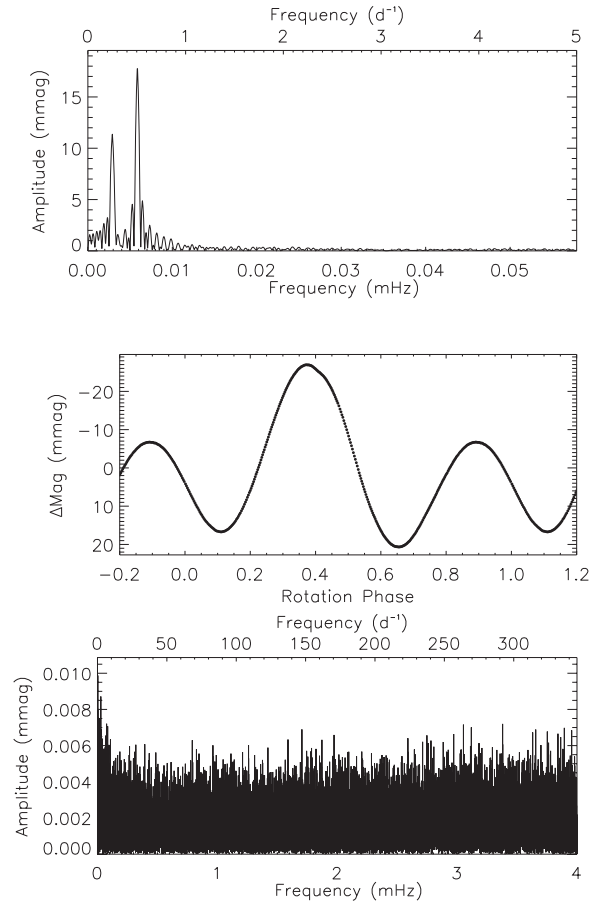 Frequency (d⁻¹)
0 1 2 3 4 5
Amplitude (mmag)
15
10
5
0
0.00 0.01 0.02 0.03 0.04 0.05
Frequency (mHz)
ΔMag (mmag)
-20
-10
0
10
20
-0.2 0.0 0.2 0.4 0.6 0.8 1.0 1.2
Rotation Phase
Frequency (d⁻¹)
0 50 100 150 200 250 300
Amplitude (mmag)
0.010
0.008
0.006
0.004
0.002
0.000
0 1 2 3 4
Frequency (mHz)